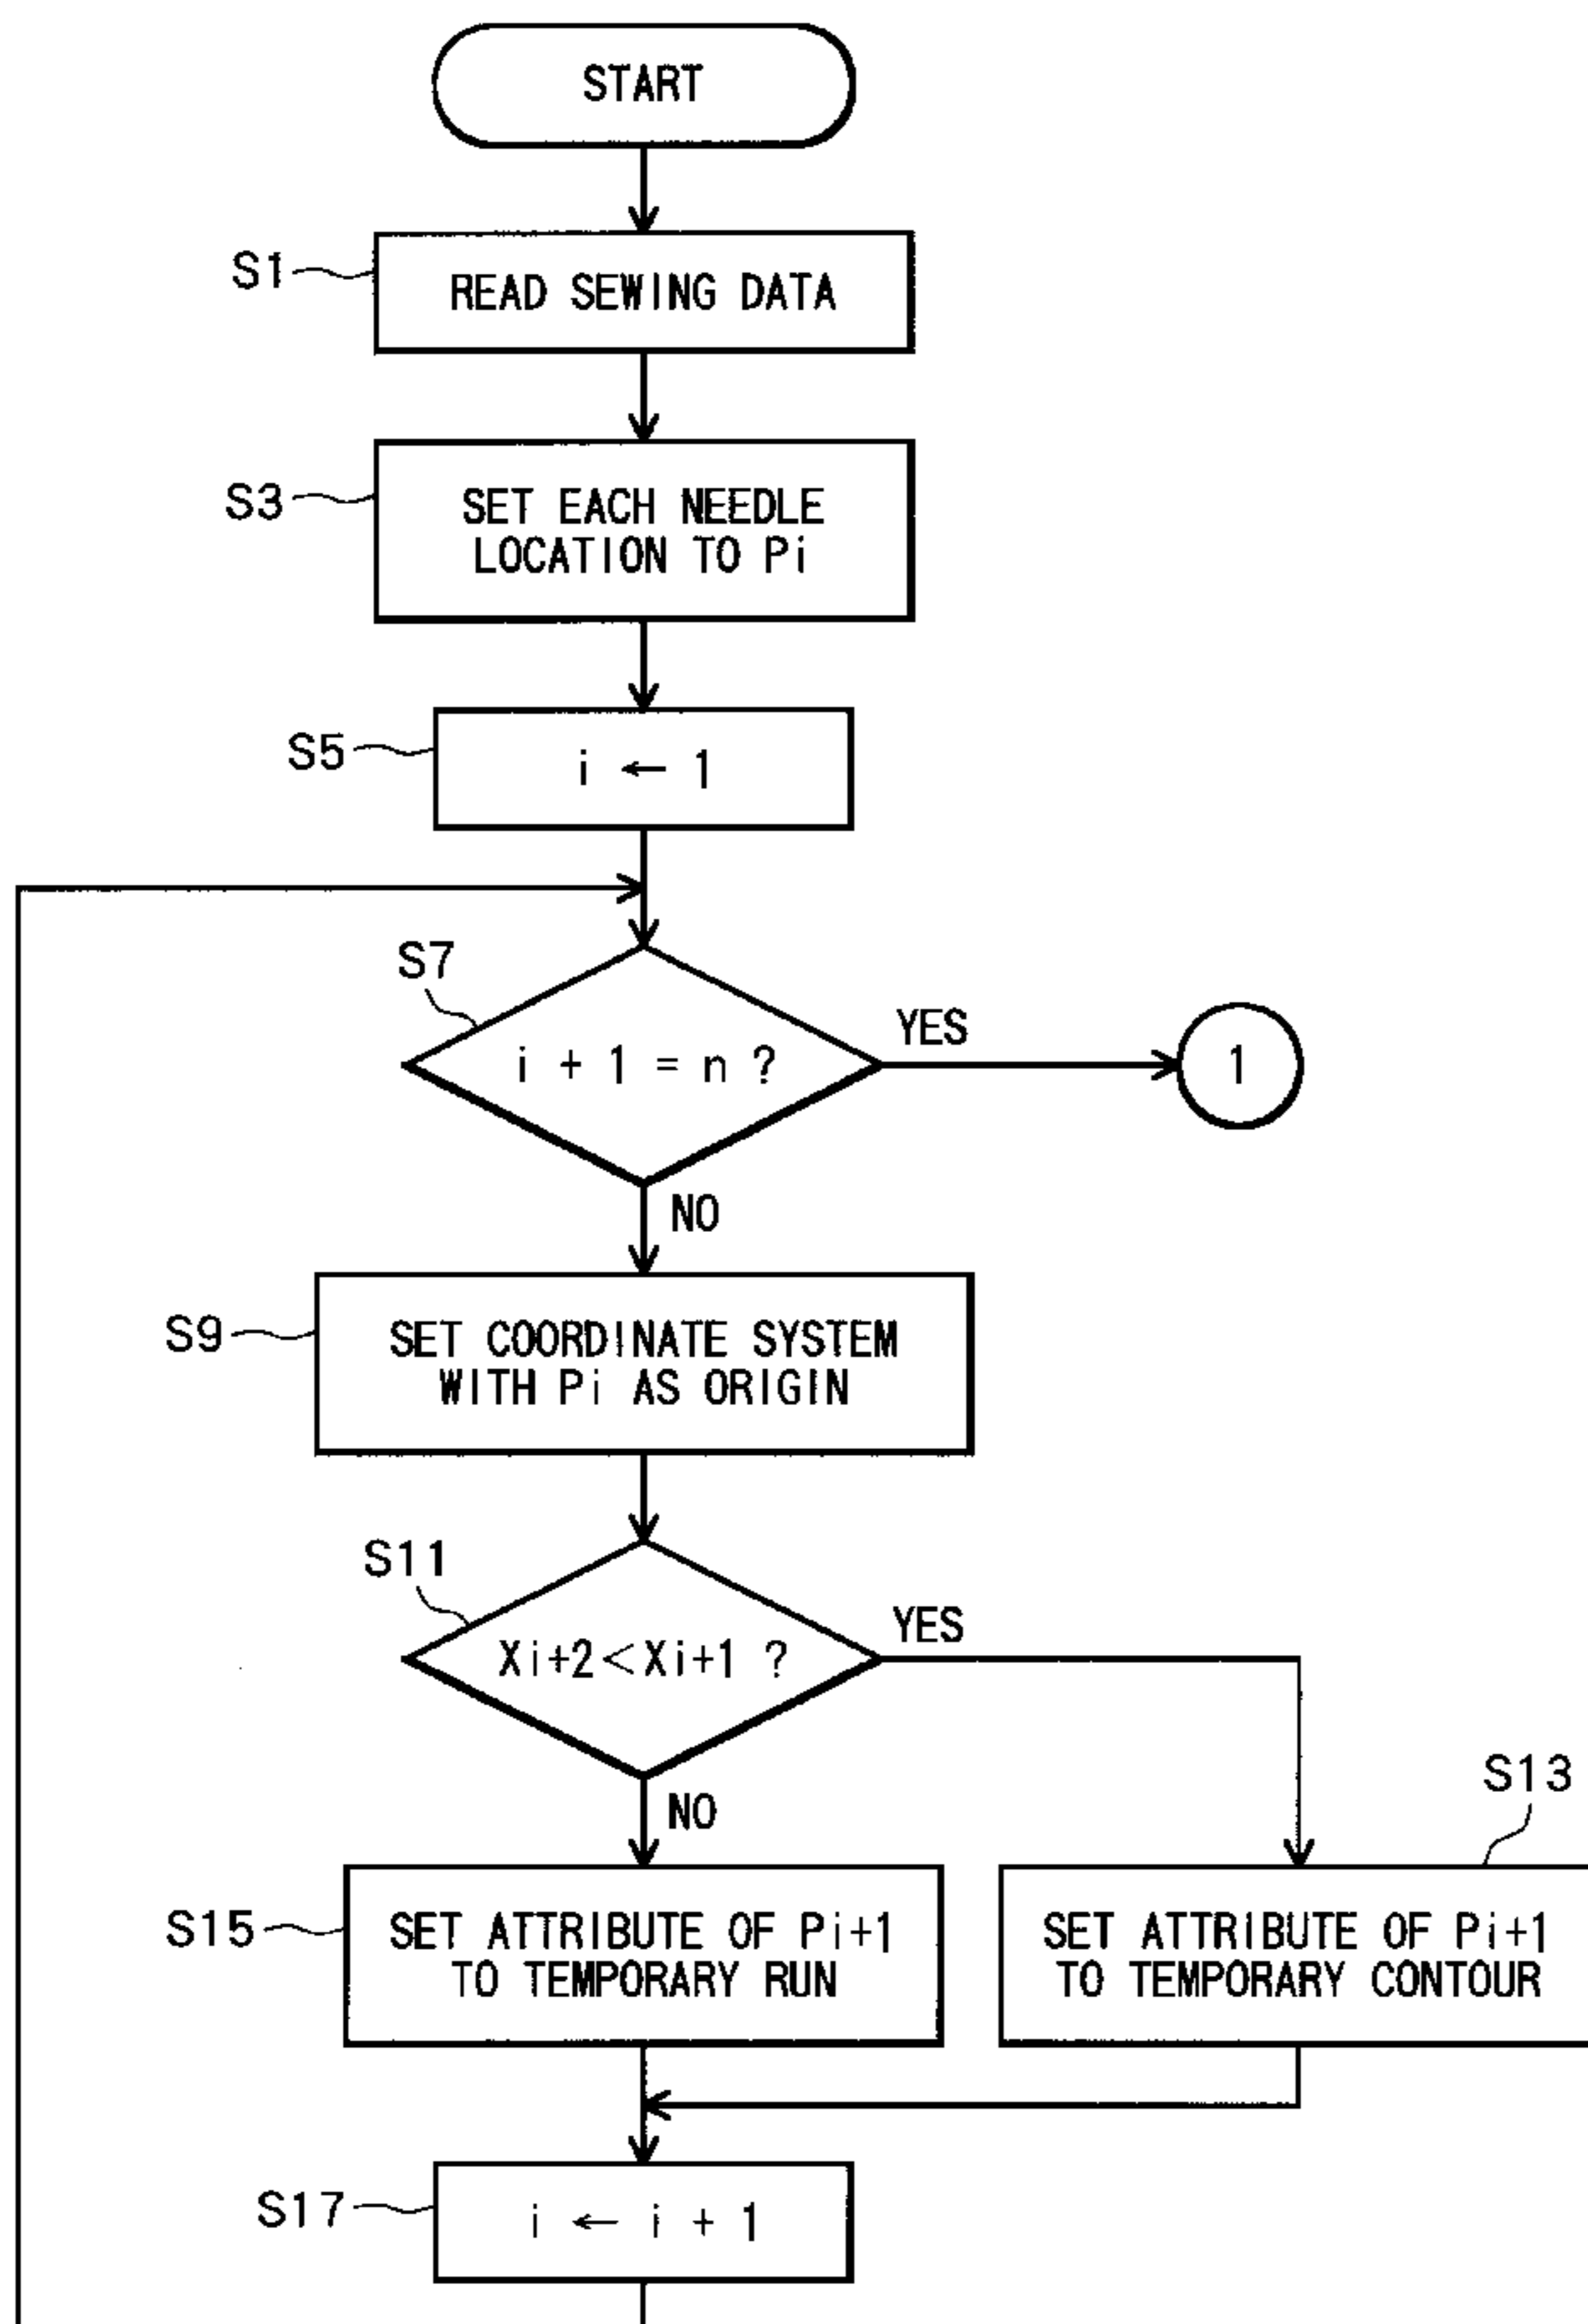 START
S1
READ SEWING DATA
S3
SET EACH NEEDLE
LOCATION TO Pi
S5
i ← 1
S7
i + 1 = n ?
YES
1
NO
S9
SET COORDINATE SYSTEM
WITH Pi AS ORIGIN
S11
Xi+2<Xi+1 ?
YES
NO
S13
S15
SET ATTRIBUTE OF Pi+1
TO TEMPORARY RUN
SET ATTRIBUTE OF Pi+1
TO TEMPORARY CONTOUR
S17
i ← i + 1